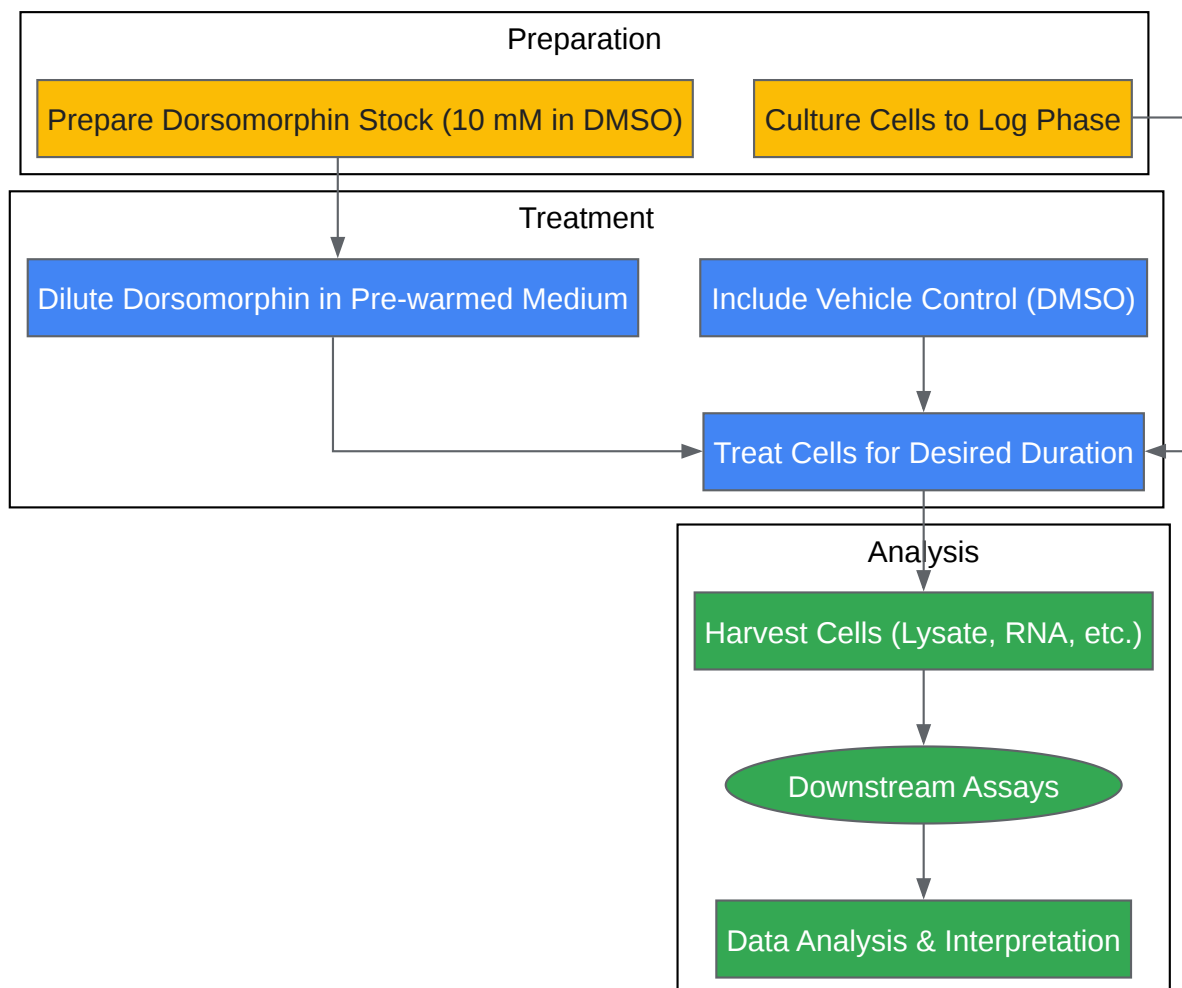 Preparation
Prepare Dorsomorphin Stock (10 mM in DMSO)
Culture Cells to Log Phase
Treatment
Dilute Dorsomorphin in Pre-warmed Medium
Include Vehicle Control (DMSO)
Treat Cells for Desired Duration
Analysis
Harvest Cells (Lysate, RNA, etc.)
Downstream Assays
Data Analysis & Interpretation